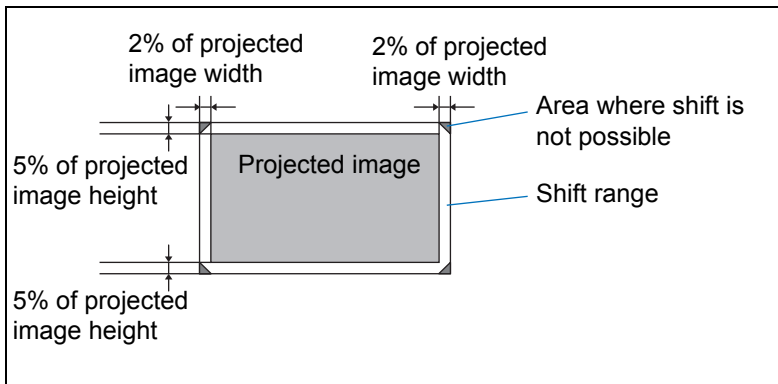 2% of projected
image width
2% of projected
image width
Area where shift is
not possible
5% of projected
image height
Projected image
Shift range
5% of projected
image height